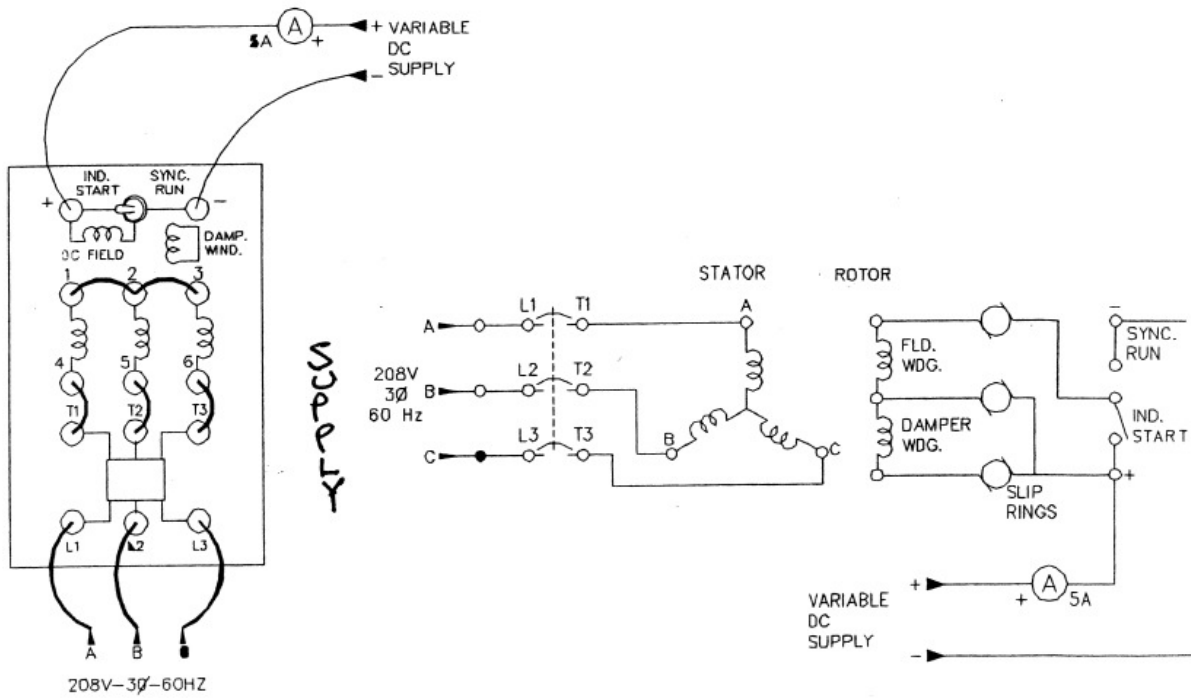 5A
A
+
+ VARIABLE
DC
- SUPPLY
IND.
START
SYNC.
RUN
+
-
DC FIELD
DAMP.
WIND.
1 2 3
4 5 6
T1 T2 T3
L1 L2 L3
A B
208V-3Ø-60HZ
SUPPLY
STATOR
ROTOR
A L1 T1
208V
3Ø
60 Hz
B L2 T2
C L3 T3
A
B
C
FLD.
WDG.
DAMPER
WDG.
SLIP
RINGS
-
SYNC.
RUN
IND.
START
+
VARIABLE
DC
SUPPLY
+
+ A 5A
-